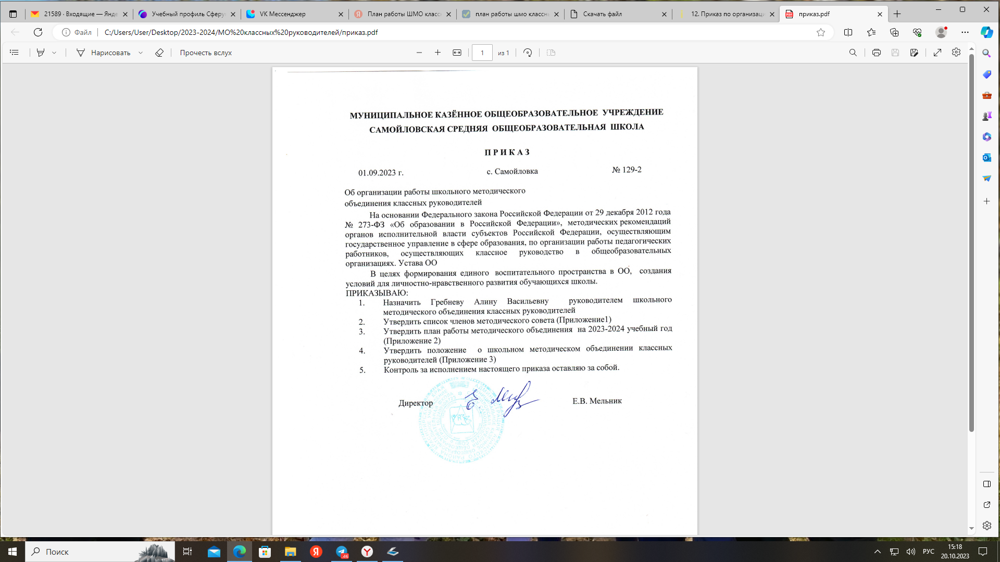 21589 · Входящие — Янде
Учебный профиль Сферу
VK Мессенджер
План работы ШМО класс
план работы шмо классн
Скачать файл
12. Приказ по организаци
приказ.pdf
Файл
C:/Users/User/Desktop/2023-2024/МО%20классных%20руководителей/приказ.pdf
Нарисовать
Прочесть вслух
1
из 1
МУНИЦИПАЛЬНОЕ КАЗЁННОЕ ОБЩЕОБРАЗОВАТЕЛЬНОЕ УЧРЕЖДЕНИЕ
САМОЙЛОВСКАЯ СРЕДНЯЯ ОБЩЕОБРАЗОВАТЕЛЬНАЯ ШКОЛА
П Р И К А З
01.09.2023 г.
с. Самойловка
№ 129-2
Об организации работы школьного методического
объединения классных руководителей
На основании Федерального закона Российской Федерации от 29 декабря 2012 года
№ 273-ФЗ «Об образовании в Российской Федерации», методических рекомендаций
органов исполнительной власти субъектов Российской Федерации, осуществляющим
государственное управление в сфере образования, по организации работы педагогических
работников, осуществляющих классное руководство в общеобразовательных
организациях. Устава ОО
В целях формирования единого воспитательного пространства в ОО, создания
условий для личностно-нравственного развития обучающихся школы.
ПРИКАЗЫВАЮ:
1. Назначить Гребневу Алину Васильевну руководителем школьного
методического объединения классных руководителей
2. Утвердить список членов методического совета (Приложение1)
3. Утвердить план работы методического объединения на 2023-2024 учебный год
(Приложение 2)
4. Утвердить положение о школьном методическом объединении классных
руководителей (Приложение 3)
5. Контроль за исполнением настоящего приказа оставляю за собой.
Директор
Е.В. Мельник
Поиск
46
РУС
15:18
20.10.2023